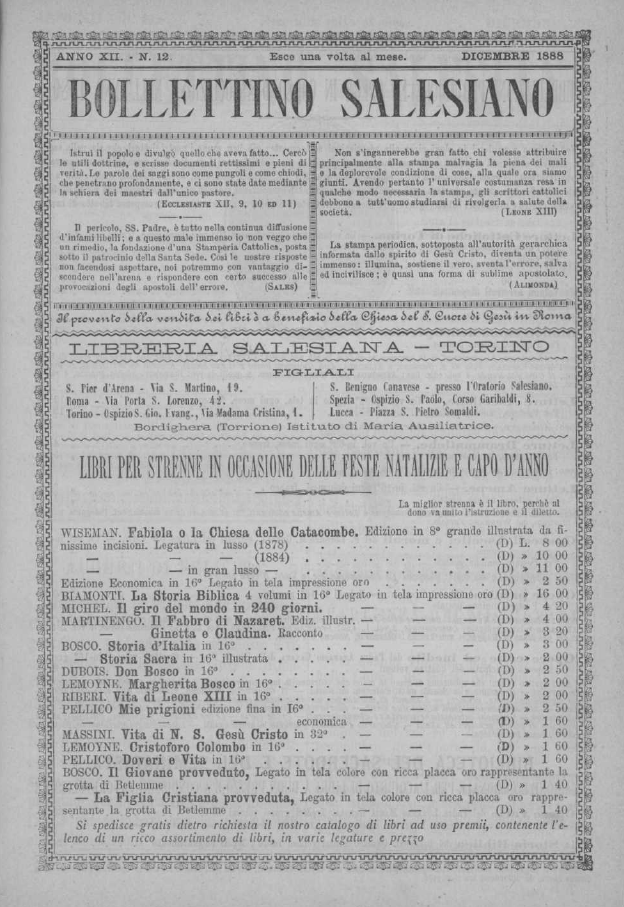 ANNO XII. - N. 12. Esce una volta al mese. DICEMBRE 1888
BOLLETTINO SALESIANO
Istruì il popolo e divulgò quello che aveva fatto... Cercò
le utili dottrine, e scrisse documenti rettissimi e pieni di
verità. Le parole dei saggi sono come pungoli e come chiodi,
che penetrano profondamente, e ci sono state date mediante
la schiera dei maestri dall'unico pastore.
(ECCLESIASTE XII, 9, 10 ED 11)
Il pericolo, SS. Padre, è tutto nella continua diffusione
d'infami libelli; e a questo male immenso io non veggo che
un rimedio, la fondazione d'una Stamperia Cattolica, posta
sotto il patrocinio della Santa Sede. Così le nostre risposte
non facendosi aspettare, noi potremmo con vantaggio di-
scendere nell'arena e rispondere con certo successo alle
provocazioni degli apostoli dell'errore. (SALES)
Non s'ingannerebbe gran fatto chi volesse attribuire
principalmente alla stampa malvagia la piena dei mali
e la deplorevole condizione di cose, alla quale ora siamo
giunti. Avendo pertanto l'universale costumanza resa in
qualche modo necessaria la stampa, gli scrittori cattolici
debbono a tutt'uomo studiarsi di rivolgerla a salute della
società. (LEONE XIII)
La stampa periodica, sottoposta all'autorità gerarchica
informata dallo spirito di Gesù Cristo, diventa un potere
immenso: illumina, sostiene il vero, sventa l'errore, salva
ed incivilisce; è quasi una forma di sublime apostolato.
(ALIMONDA)
Il provento della vendita dei libri è a benefizio della Chiesa del S. Cuore di Gesù in Roma
LIBRERIA SALESIANA – TORINO
FIGLIALI
S. Pier d'Arena - Via S. Martino, 19.
Roma - Via Porta S. Lorenzo, 42.
Torino - Ospizio S. Gio. Evang., Via Madama Cristina, 1.
S. Benigno Canavese - presso l'Oratorio Salesiano.
Spezia - Ospizio S. Paolo, Corso Garibaldi, 8.
Lucca - Piazza S. Pietro Somaldi.
Bordighera (Torrione) Istituto di Maria Ausiliatrice.
LIBRI PER STRENNE IN OCCASIONE DELLE FESTE NATALIZIE E CAPO D'ANNO
La miglior strenna è il libro, perchè al
dono va unito l'istruzione e il diletto.
WISEMAN. Fabiola o la Chiesa delle Catacombe. Edizione in 8° grande illustrata da fi-
nissime incisioni. Legatura in lusso (1878) . . . . . . . . . . (D) L. 8 00
— — (1884) . . . . . . . . . . (D) » 10 00
— — in gran lusso — . . . . . . . . . . (D) » 11 00
Edizione Economica in 16° Legato in tela impressione oro . . . . . . (D) » 2 50
BIAMONTI. La Storia Biblica 4 volumi in 16° Legato in tela impressione oro (D) » 16 00
MICHEL. Il giro del mondo in 240 giorni. — — — (D) » 4 20
MARTINENGO. Il Fabbro di Nazaret. Ediz. illustr. — — — (D) » 4 00
— Ginetta e Claudina. Racconto — — — (D) » 3 20
BOSCO. Storia d'Italia in 16° . . . . . . — — — (D) » 3 00
— Storia Sacra in 16° illustrata . . . . — — — (D) » 2 00
DUBOIS. Don Bosco in 16° . . . . . . — — — (D) » 2 50
LEMOYNE. Margherita Bosco in 16° . . . . — — — (D) » 2 00
RIBERI. Vita di Leone XIII in 16° . . . . — — — (D) » 2 00
PELLICO Mie prigioni edizione fina in 16° . . . — — — (D) » 2 50
— — economica — — — (D) » 1 60
MASSINI. Vita di N. S. Gesù Cristo in 32° . . — — — (D) » 1 60
LEMOYNE. Cristoforo Colombo in 16° . . . — — — (D) » 1 60
PELLICO. Doveri e Vita in 16° . . . . . — — — (D) » 1 60
BOSCO. Il Giovane provveduto, Legato in tela colore con ricca placca oro rappresentante la
grotta di Betlemme . . . . . . . . . . (D) » 1 40
— La Figlia Cristiana provveduta, Legato in tela colore con ricca placca oro rappre-
sentante la grotta di Betlemme . . . . . . . . . . (D) » 1 40
Si spedisce gratis dietro richiesta il nostro catalogo di libri ad uso premii, contenente l'e-
lenco di un ricco assortimento di libri, in varie legature e prezzo